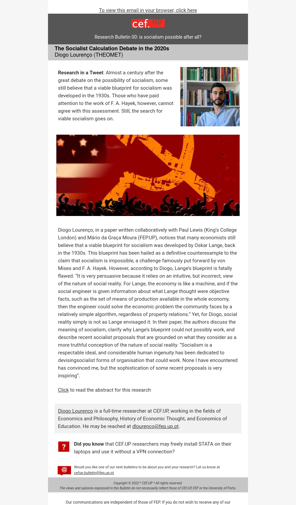 To view this email in your browser, click here
cef.up
Research Bulletin 00: is socialism possible after all?
The Socialist Calculation Debate in the 2020s
Diogo Lourenço (THEOMET)
Research in a Tweet: Almost a century after the
great debate on the possibility of socialism, some
still believe that a viable blueprint for socialism was
developed in the 1930s. Those who have paid
attention to the work of F. A. Hayek, however, cannot
agree with this assessment. Still, the search for
viable socialism goes on.
Diogo Lourenço, in a paper written collaboratively with Paul Lewis (King's College
London) and Mário da Graça Moura (FEP.UP), notices that many economists still
believe that a viable blueprint for socialism was developed by Oskar Lange, back
in the 1930s. This blueprint has been hailed as a definitive counterexample to the
claim that socialism is impossible, a challenge famously put forward by von
Mises and F. A. Hayek. However, according to Diogo, Lange's blueprint is fatally
flawed. "It is very persuasive because it relies on an intuitive, but incorrect, view
of the nature of social reality. For Lange, the economy is like a machine, and if the
social engineer is given information about what Lange thought were objective
facts, such as the set of means of production available in the whole economy,
then the engineer could solve the economic problem the community faces by a
relatively simple algorithm, regardless of property relations." Yet, for Diogo, social
reality simply is not as Lange envisaged it. In their paper, the authors discuss the
meaning of socialism, clarify why Lange's blueprint could not possibly work, and
describe recent socialist proposals that are grounded on what they consider as a
more truthful conception of the nature of social reality. "Socialism is a
respectable ideal, and considerable human ingenuity has been dedicated to
devisingsocialist forms of organisation that could work. None I have encountered
has convinced me, but the sophistication of some recent proposals is very
inspiring".
Click to read the abstract for this research
Diogo Lourenço is a full-time researcher at CEF.UP, working in the fields of
Economics and Philosophy, History of Economic Thought, and Economics of
Education. He may be reached at dlourenco@fep.up.pt.
Did you know that CEF.UP researchers may freely install STATA on their
laptops and use it without a VPN connection?
Would you like one of our next bulletins to be about you and your research? Let us know at
cefup.bulletin@fep.up.pt
Copyright © 2022 * CEF.UP * All rights reserved.
The views and opinions expressed in this Bulletin do not necessarily reflect those of CEF.UP, FEP, or the University of Porto.
Our communications are independent of those of FEP. If you do not wish to receive any of our